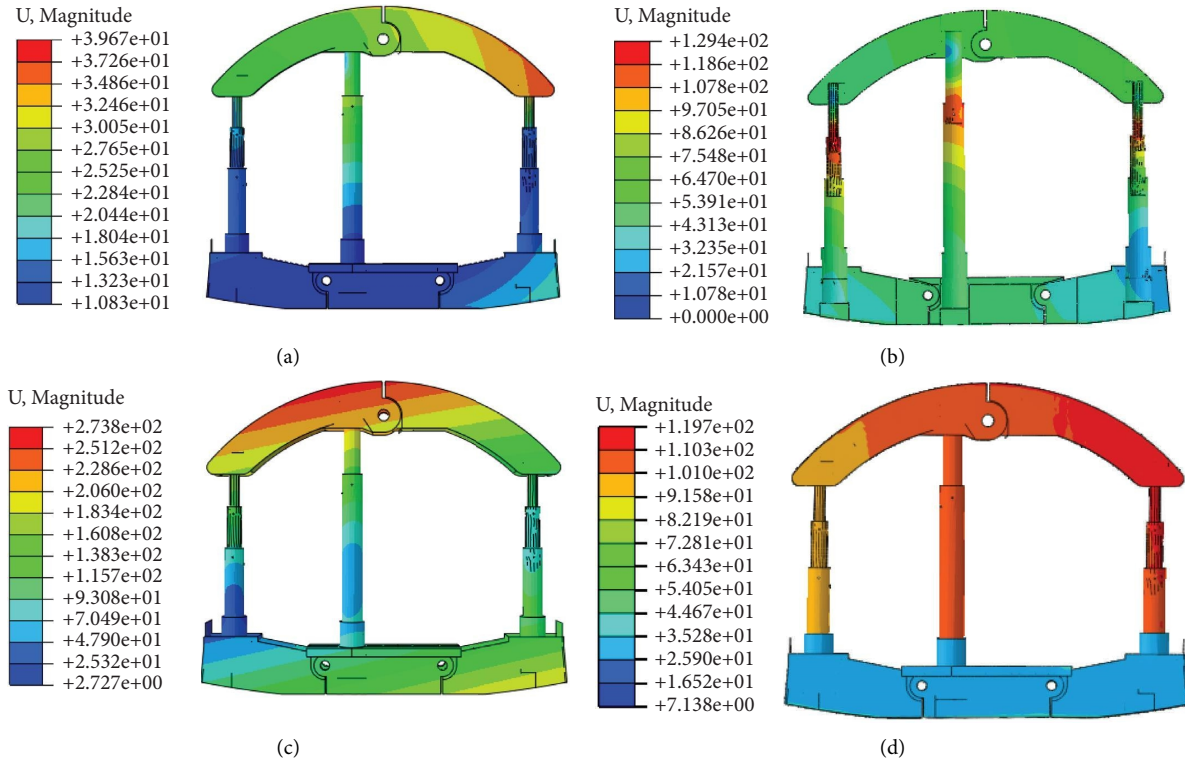 U, Magnitude
+3.967e+01
+3.726e+01
+3.486e+01
+3.246e+01
+3.005e+01
+2.765e+01
+2.525e+01
+2.284e+01
+2.044e+01
+1.804e+01
+1.563e+01
+1.323e+01
+1.083e+01
(a)
U, Magnitude
+1.294e+02
+1.186e+02
+1.078e+02
+9.705e+01
+8.626e+01
+7.548e+01
+6.470e+01
+5.391e+01
+4.313e+01
+3.235e+01
+2.157e+01
+1.078e+01
+0.000e+00
(b)
U, Magnitude
+2.738e+02
+2.512e+02
+2.286e+02
+2.060e+02
+1.834e+02
+1.608e+02
+1.383e+02
+1.157e+02
+9.308e+01
+7.049e+01
+4.790e+01
+2.532e+01
+2.727e+00
(c)
U, Magnitude
+1.197e+02
+1.103e+02
+1.010e+02
+9.158e+01
+8.219e+01
+7.281e+01
+6.343e+01
+5.405e+01
+4.467e+01
+3.528e+01
+2.590e+01
+1.652e+01
+7.138e+00
(d)